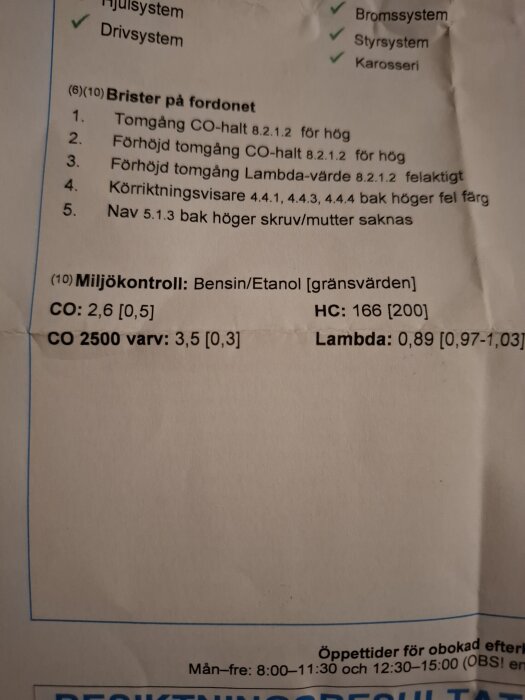 Hjulsystem
✓ Drivsystem
✓ Bromssystem
✓ Styrsystem
✓ Karosseri
(6)(10) Brister på fordonet
1. Tomgång CO-halt 8.2.1.2 för hög
2. Förhöjd tomgång CO-halt 8.2.1.2 för hög
3. Förhöjd tomgång Lambda-värde 8.2.1.2 felaktigt
4. Körriktningsvisare 4.4.1, 4.4.3, 4.4.4 bak höger fel färg
5. Nav 5.1.3 bak höger skruv/mutter saknas
(10) Miljökontroll: Bensin/Etanol [gränsvärden]
CO: 2,6 [0,5] HC: 166 [200]
CO 2500 varv: 3,5 [0,3] Lambda: 0,89 [0,97-1,03]
Öppettider för obokad
Mån–fre: 8:00–11:30 och 12:30–15:00 (OBS!